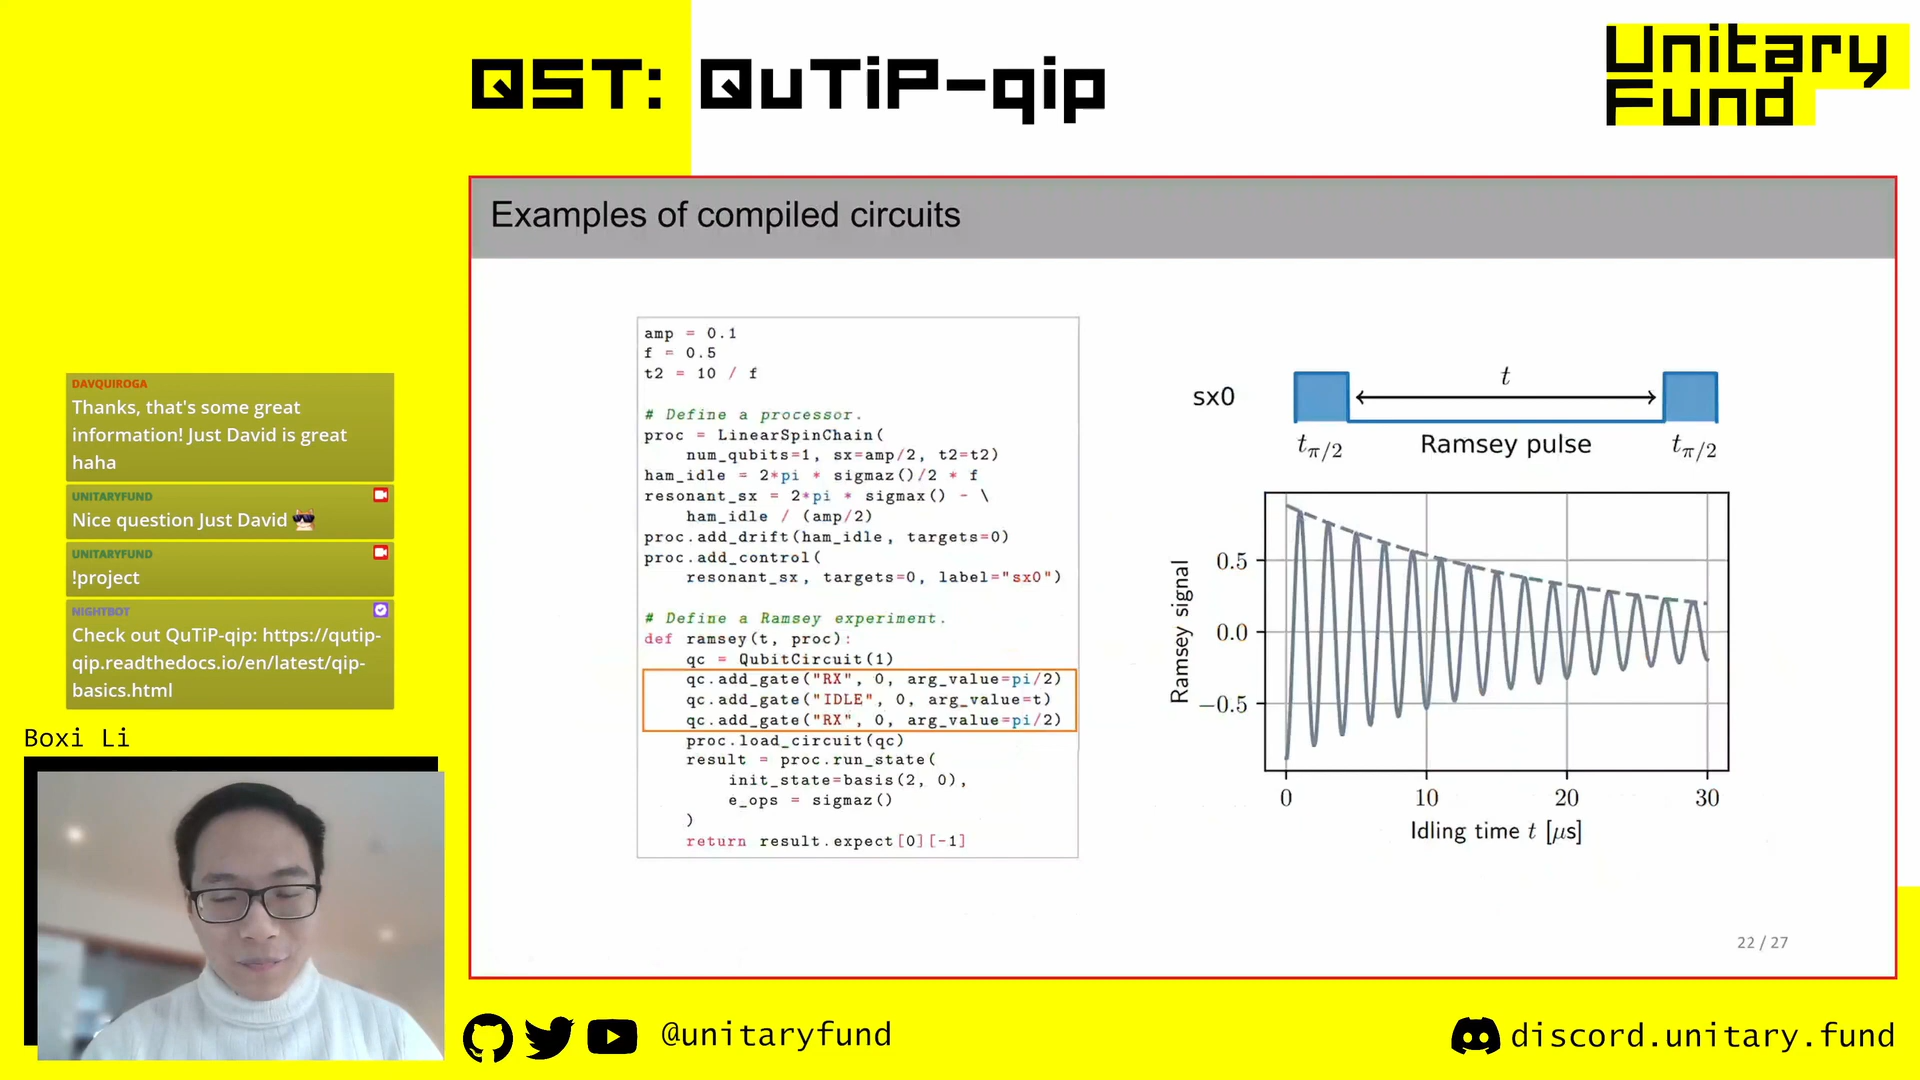 QST: QuTiP-qip
Unitary
Fund
DAVQUIROGA
Thanks, that's some great
information! Just David is great
haha
UNITARYFUND
Nice question Just David
UNITARYFUND
!project
NIGHTBOT
Check out QuTiP-qip: https://qutip-
qip.readthedocs.io/en/latest/qip-
basics.html
Boxi Li
Examples of compiled circuits
amp = 0.1
f = 0.5
t2 = 10 / f
# Define a processor.
proc = LinearSpinChain(
num_qubits=1, sx=amp/2, t2=t2)
ham_idle = 2*pi * sigmaz()/2 * f
resonant_sx = 2*pi * sigmax() - \
ham_idle / (amp/2)
proc.add_drift(ham_idle, targets=0)
proc.add_control(
resonant_sx, targets=0, label="sx0")
# Define a Ramsey experiment.
def ramsey(t, proc):
qc = QubitCircuit(1)
qc.add_gate("RX", 0, arg_value=pi/2)
qc.add_gate("IDLE", 0, arg_value=t)
qc.add_gate("RX", 0, arg_value=pi/2)
proc.load_circuit(qc)
result = proc.run_state(
init_state=basis(2, 0),
e_ops = sigmaz()
)
return result.expect[0][-1]
sx0
t
tπ/2 Ramsey pulse tπ/2
Ramsey signal
0.5
0.0
−0.5
0 10 20 30
Idling time t [μs]
22 / 27
@unitaryfund
discord.unitary.fund